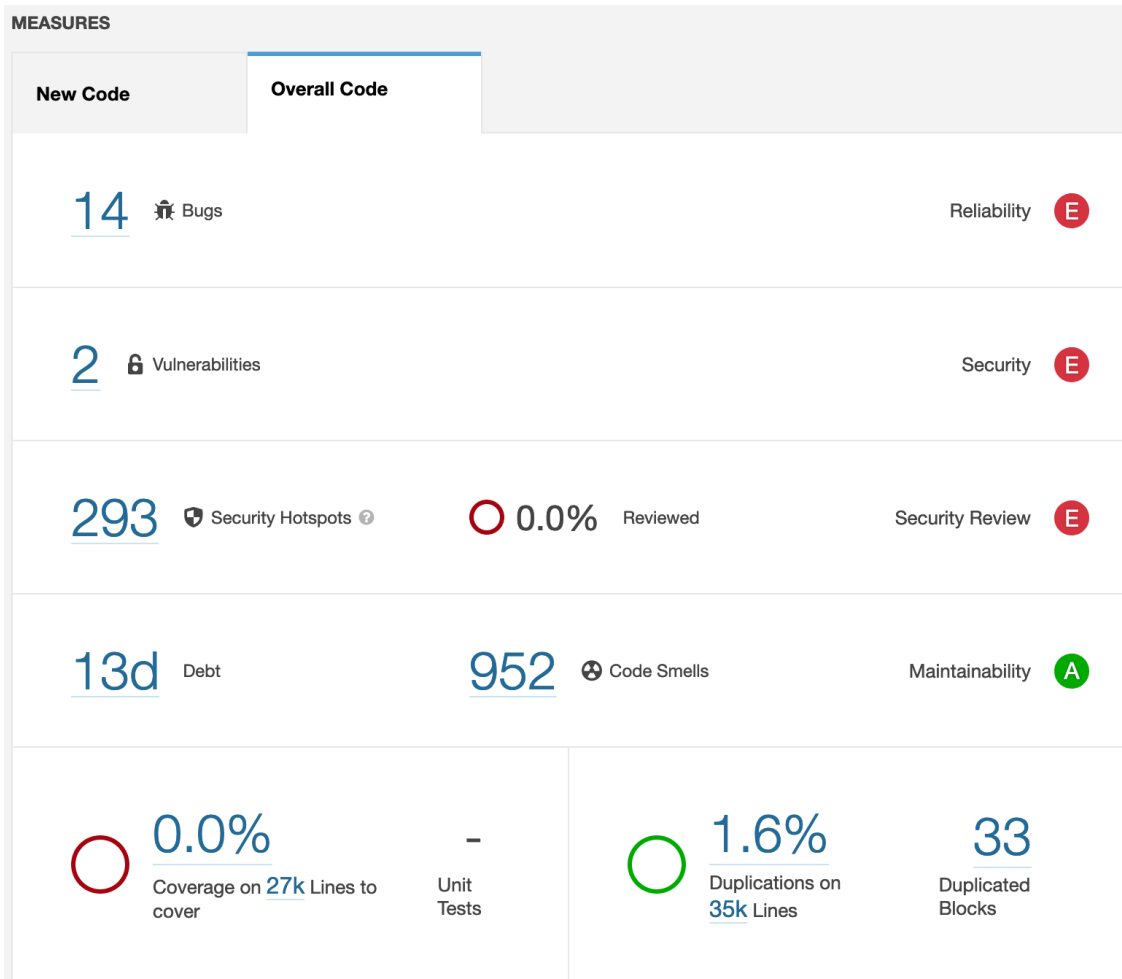 MEASURES
New Code
Overall Code
14 Bugs Reliability E
2 Vulnerabilities Security E
293 Security Hotspots ? 0.0% Reviewed Security Review E
13d Debt 952 Code Smells Maintainability A
0.0%
Coverage on 27k Lines to
cover
-
Unit
Tests
1.6%
Duplications on
35k Lines
33
Duplicated
Blocks